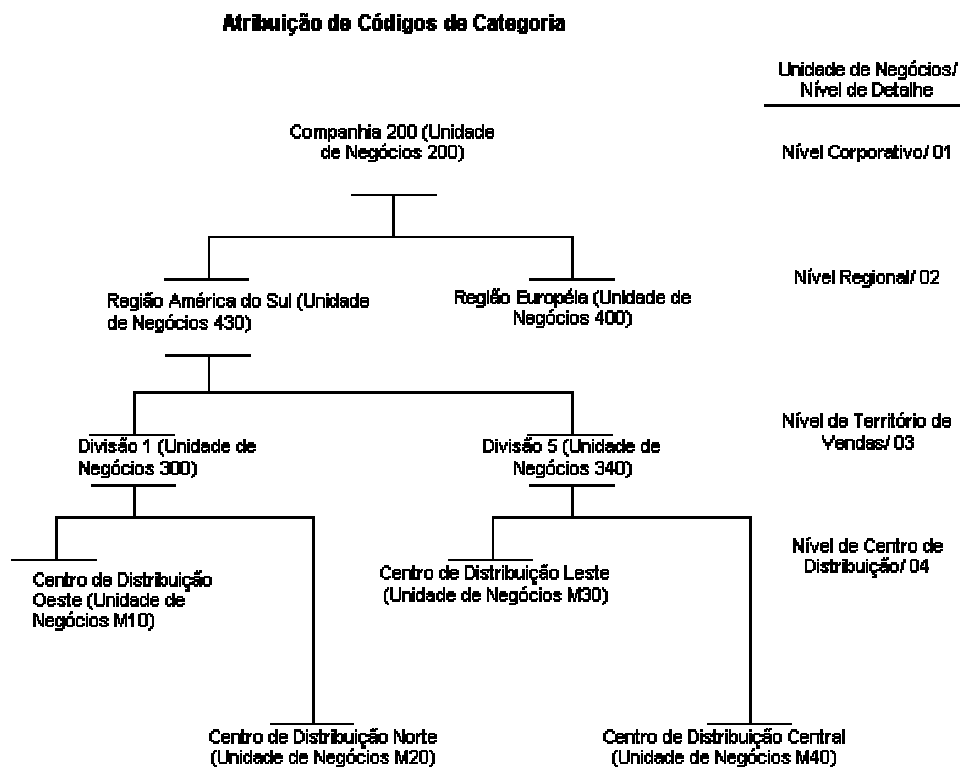 Atribuição de Códigos de Categoria
Unidade de Negócios/
Nível de Detalhe
Companhia 200 (Unidade
de Negócios 200)
Nível Corporativo/ 01
Região América do Sul (Unidade
de Negócios 430)
Região Européia (Unidade de
Negócios 400)
Nível Regional/ 02
Divisão 1 (Unidade de
Negócios 300)
Divisão 5 (Unidade de
Negócios 340)
Nível de Território de
Vendas/ 03
Centro de Distribuição
Oeste (Unidade de
Negócios M10)
Centro de Distribuição Leste
(Unidade de Negócios M30)
Nível de Centro de
Distribuição/ 04
Centro de Distribuição Norte
(Unidade de Negócios M20)
Centro de Distribuição Central
(Unidade de Negócios M40)